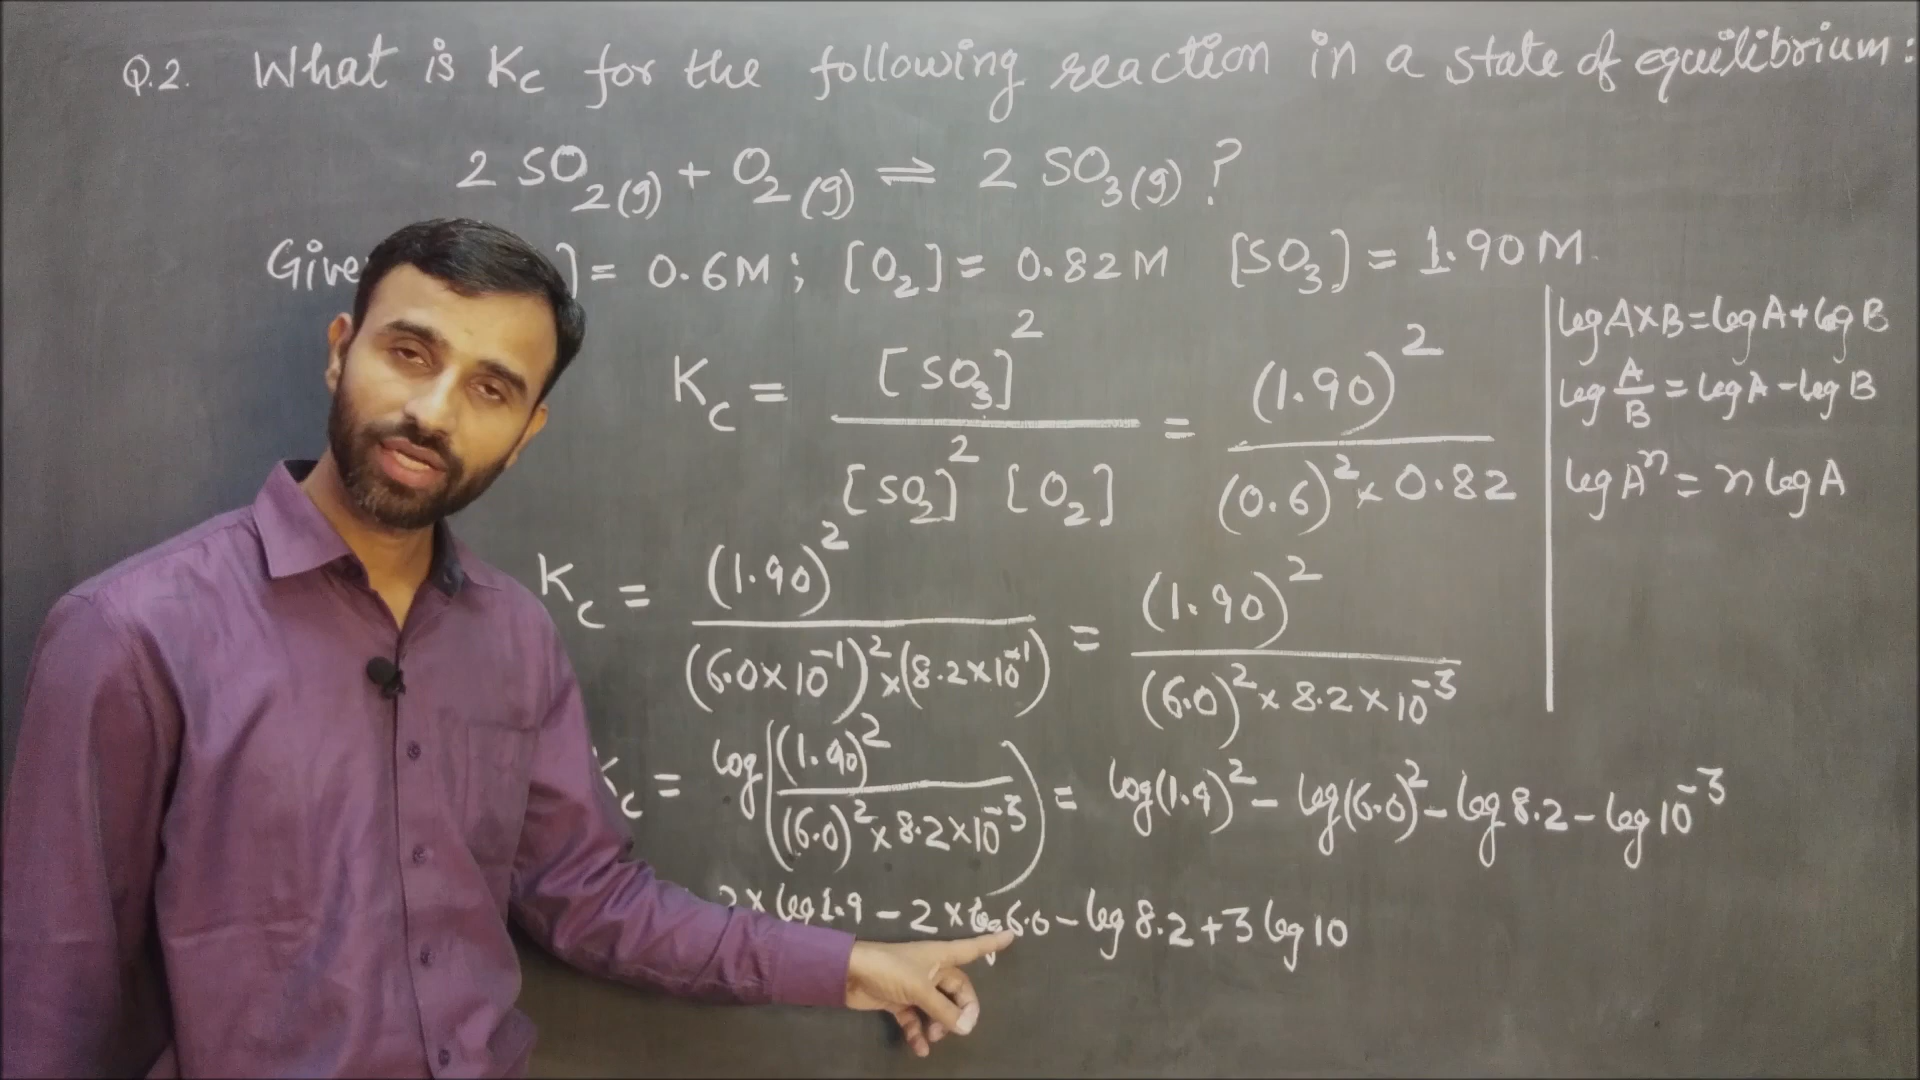 Q.2. What is Kc for the following reaction in a state of equilibrium:
2 SO2(g) + O2(g) ⇌ 2 SO3(g) ?
Give ] = 0.6M ; [O2] = 0.82M [SO3] = 1.90M.
Kc = [SO3]^2 / [SO2]^2 [O2] = (1.90)^2 / (0.6)^2 × 0.82
Kc = (1.90)^2 / (6.0×10^-1)^2 × (8.2×10^-1) = (1.90)^2 / (6.0)^2 × 8.2 × 10^-3
Kc = log((1.90)^2 / (6.0)^2 × 8.2×10^-3) = log(1.9)^2 - log(6.0)^2 - log 8.2 - log 10^-3
2 × log 1.9 - 2 × log 6.0 - log 8.2 + 3 log 10
log A×B = log A + log B
log A/B = log A - log B
log A^n = n log A